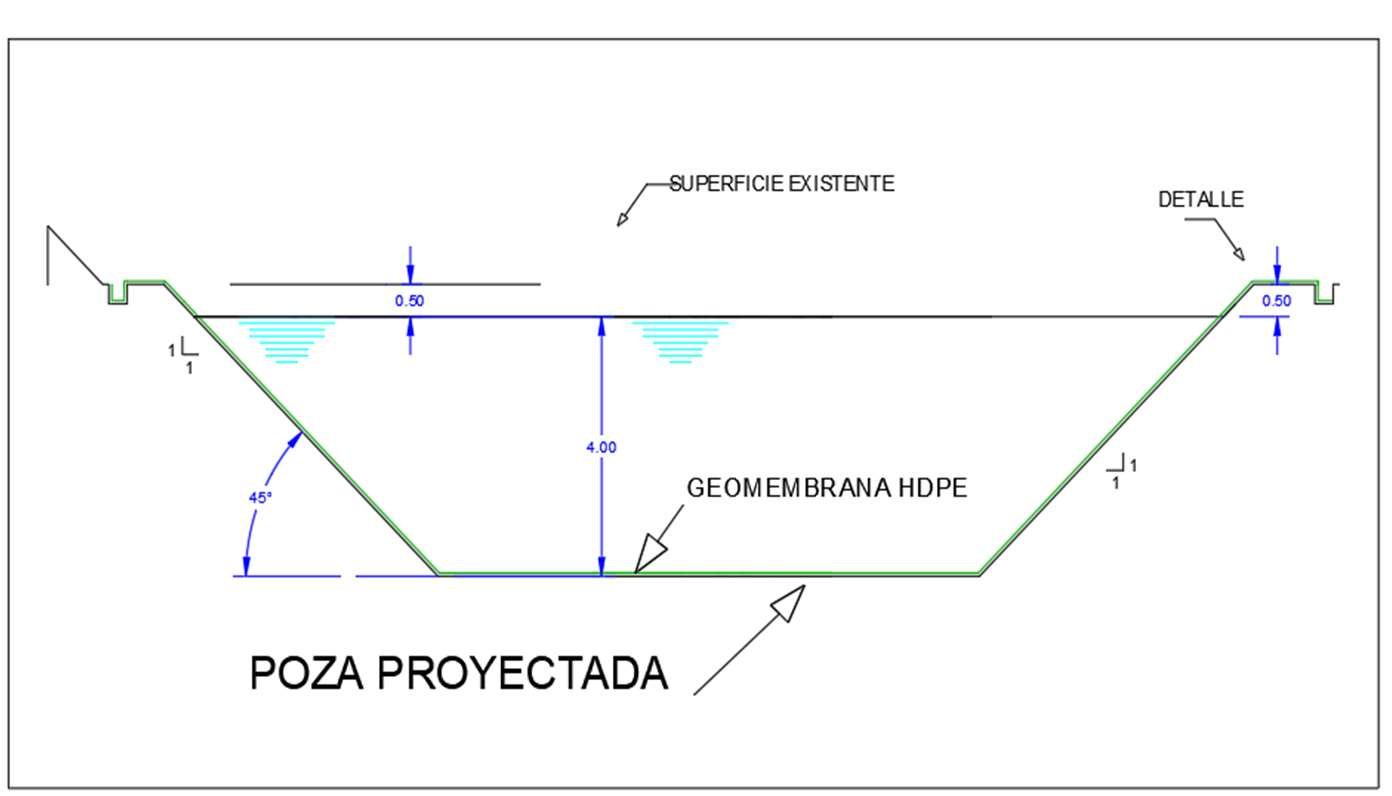 SUPERFICIE EXISTENTE
DETALLE
0.50
0.50
1
1
4.00
1
1
45°
GEOMEMBRANA HDPE
POZA PROYECTADA